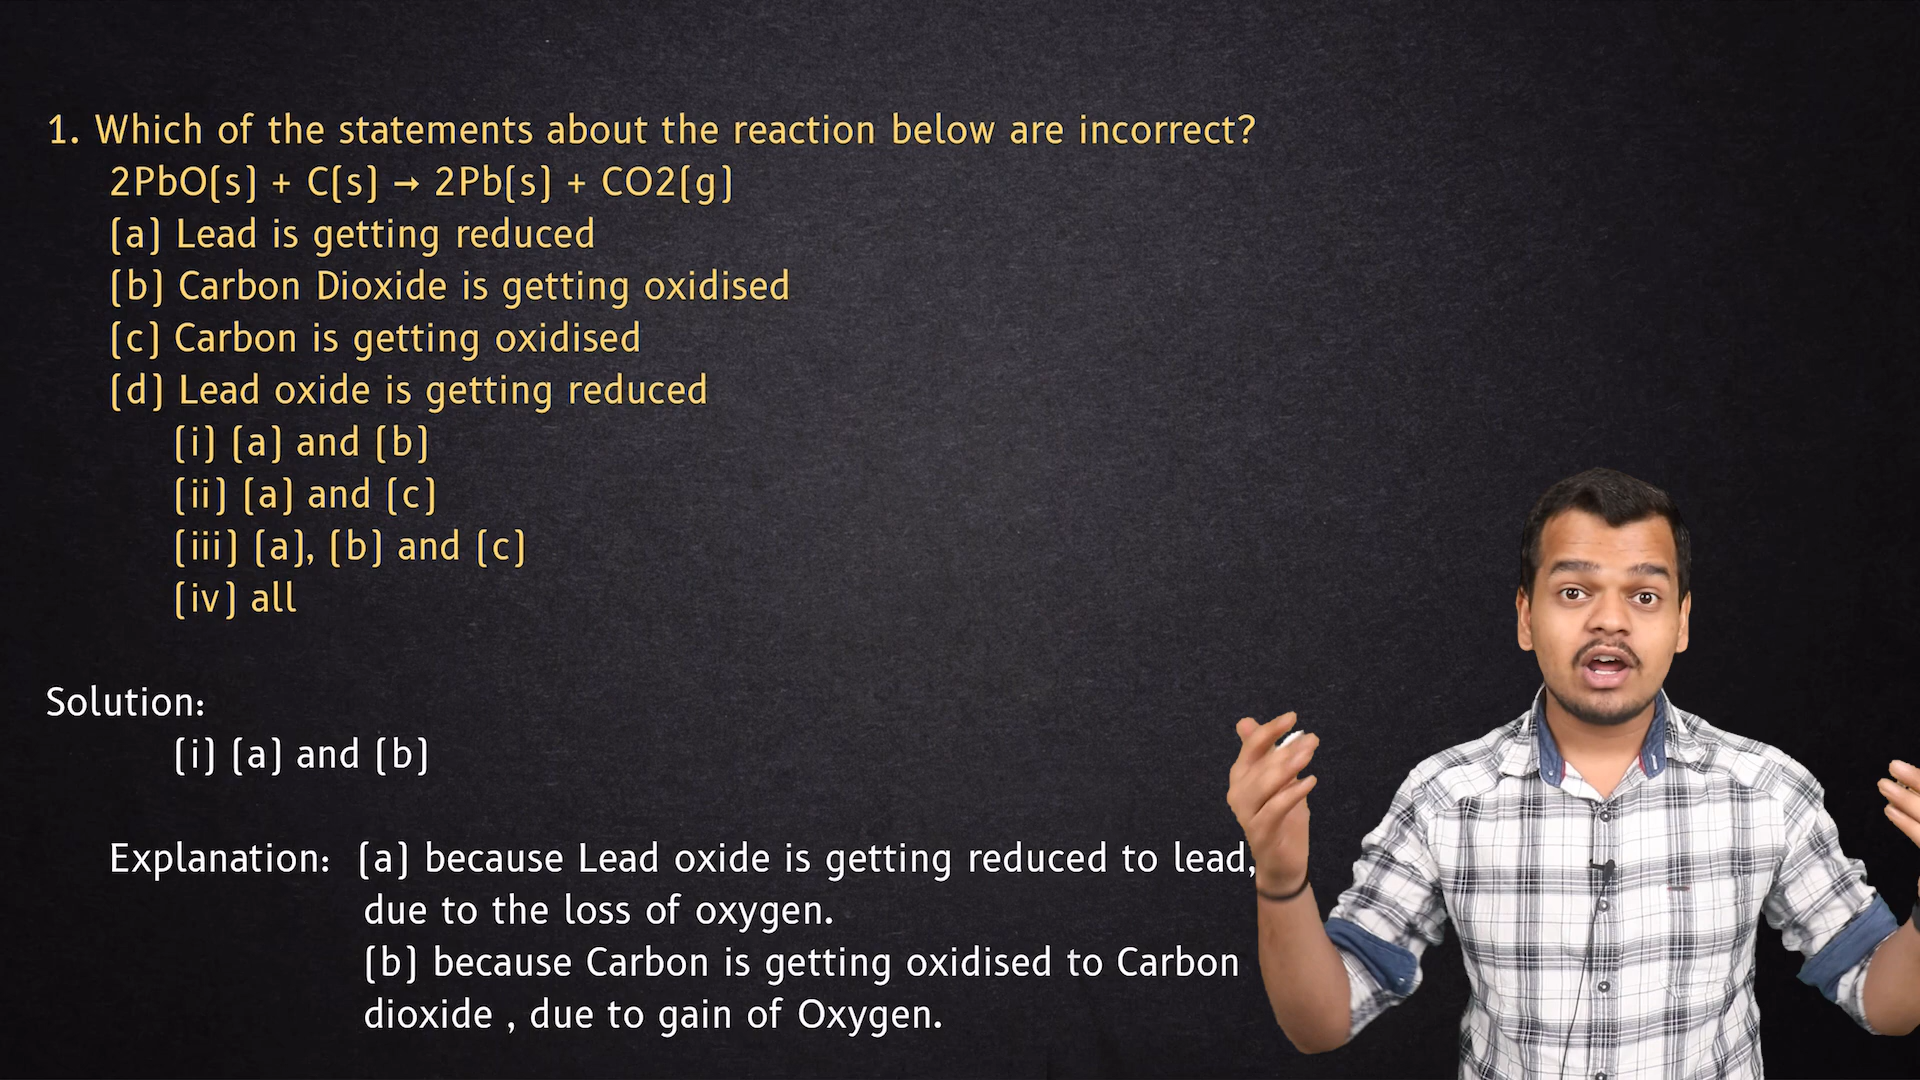 1. Which of the statements about the reaction below are incorrect?
2PbO(s) + C(s) → 2Pb(s) + CO2(g)
(a) Lead is getting reduced
(b) Carbon Dioxide is getting oxidised
(c) Carbon is getting oxidised
(d) Lead oxide is getting reduced
(i) (a) and (b)
(ii) (a) and (c)
(iii) (a), (b) and (c)
(iv) all
Solution:
(i) (a) and (b)
Explanation: (a) because Lead oxide is getting reduced to lead,
due to the loss of oxygen.
(b) because Carbon is getting oxidised to Carbon
dioxide , due to gain of Oxygen.